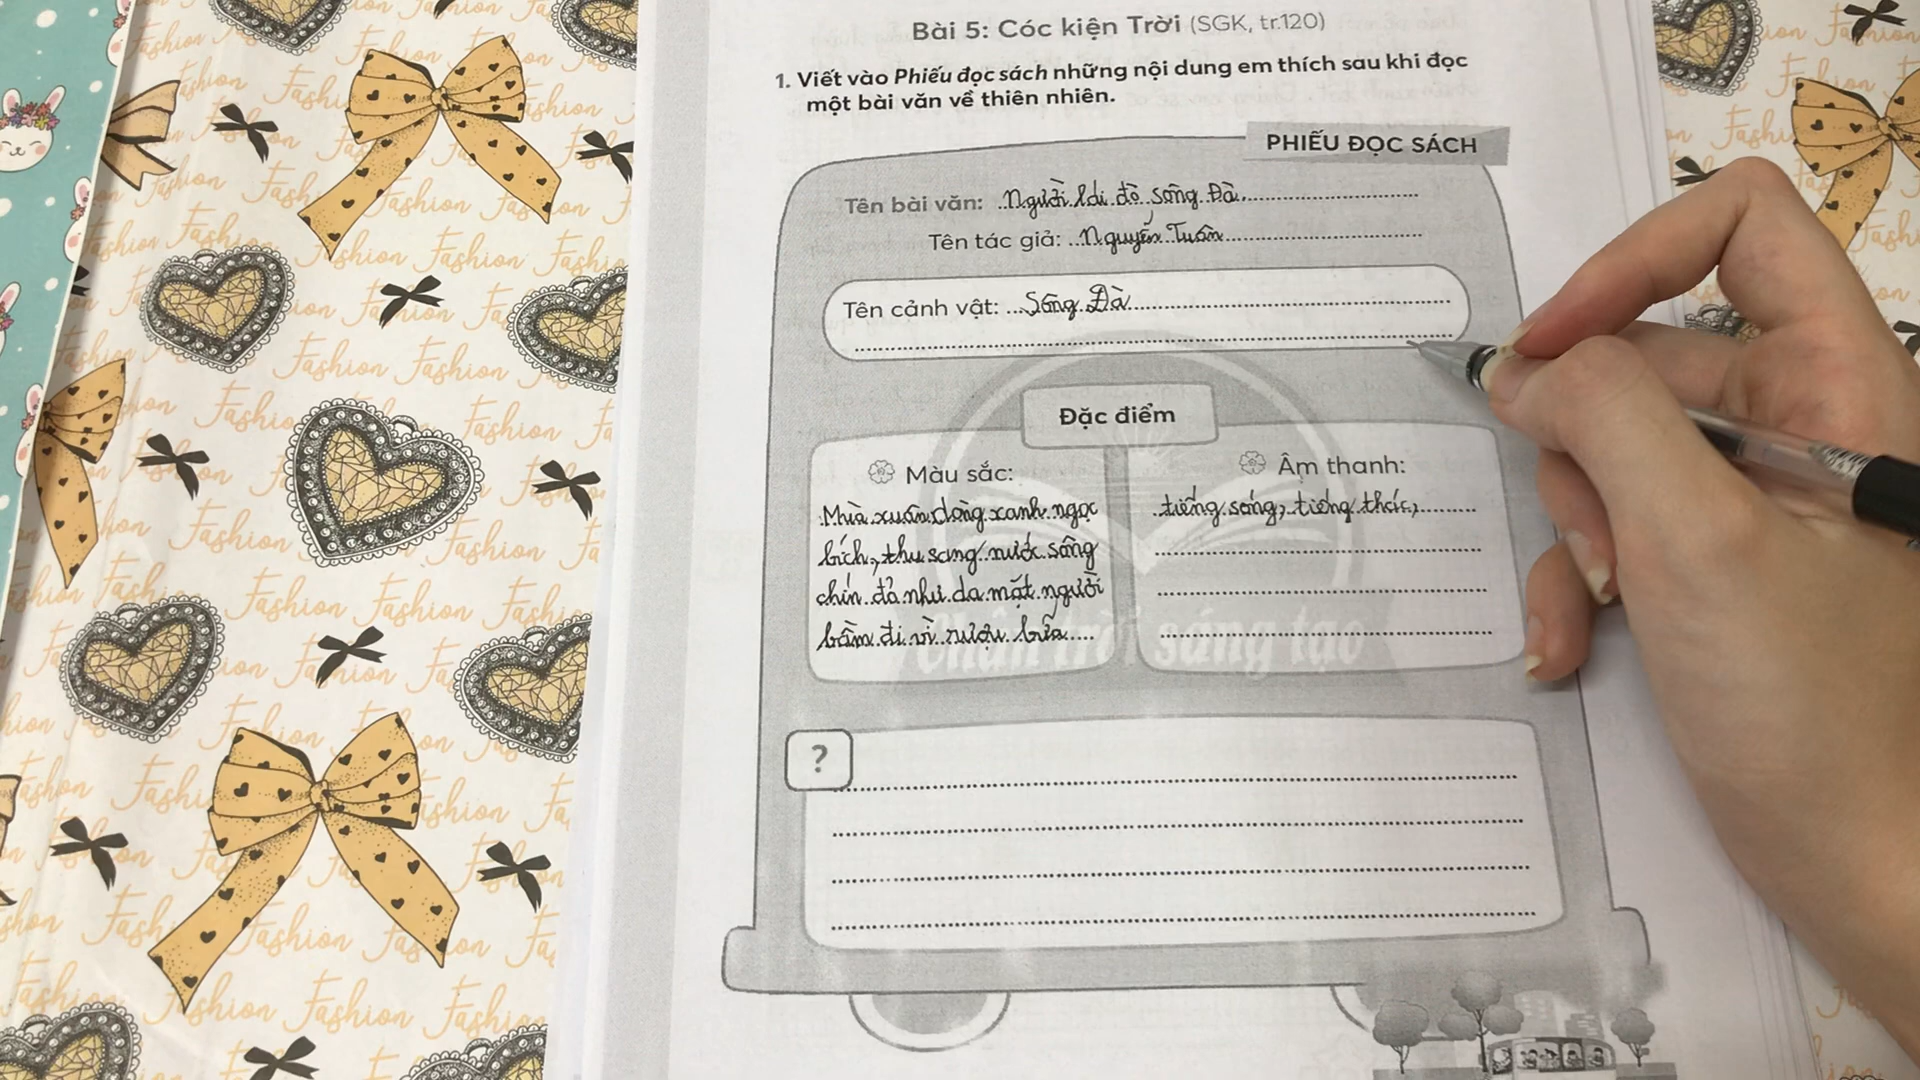 Bài 5: Cóc kiện Trời (SGK, tr.120)
1. Viết vào Phiếu đọc sách những nội dung em thích sau khi đọc
một bài văn về thiên nhiên.
PHIẾU ĐỌC SÁCH
Tên bài văn: Người lái đò sông Đà
Tên tác giả: Nguyễn Tuân
Tên cảnh vật: Sông Đà
Đặc điểm
Màu sắc:
Mùa xuân dòng xanh ngọc
bích, thu sang nước sông
chín đỏ như da mặt người
bầm đi vì rượu bữa
Âm thanh:
tiếng sóng, tiếng thác,
?
Chân trời sáng tạo
Fashion Fashion Fashion